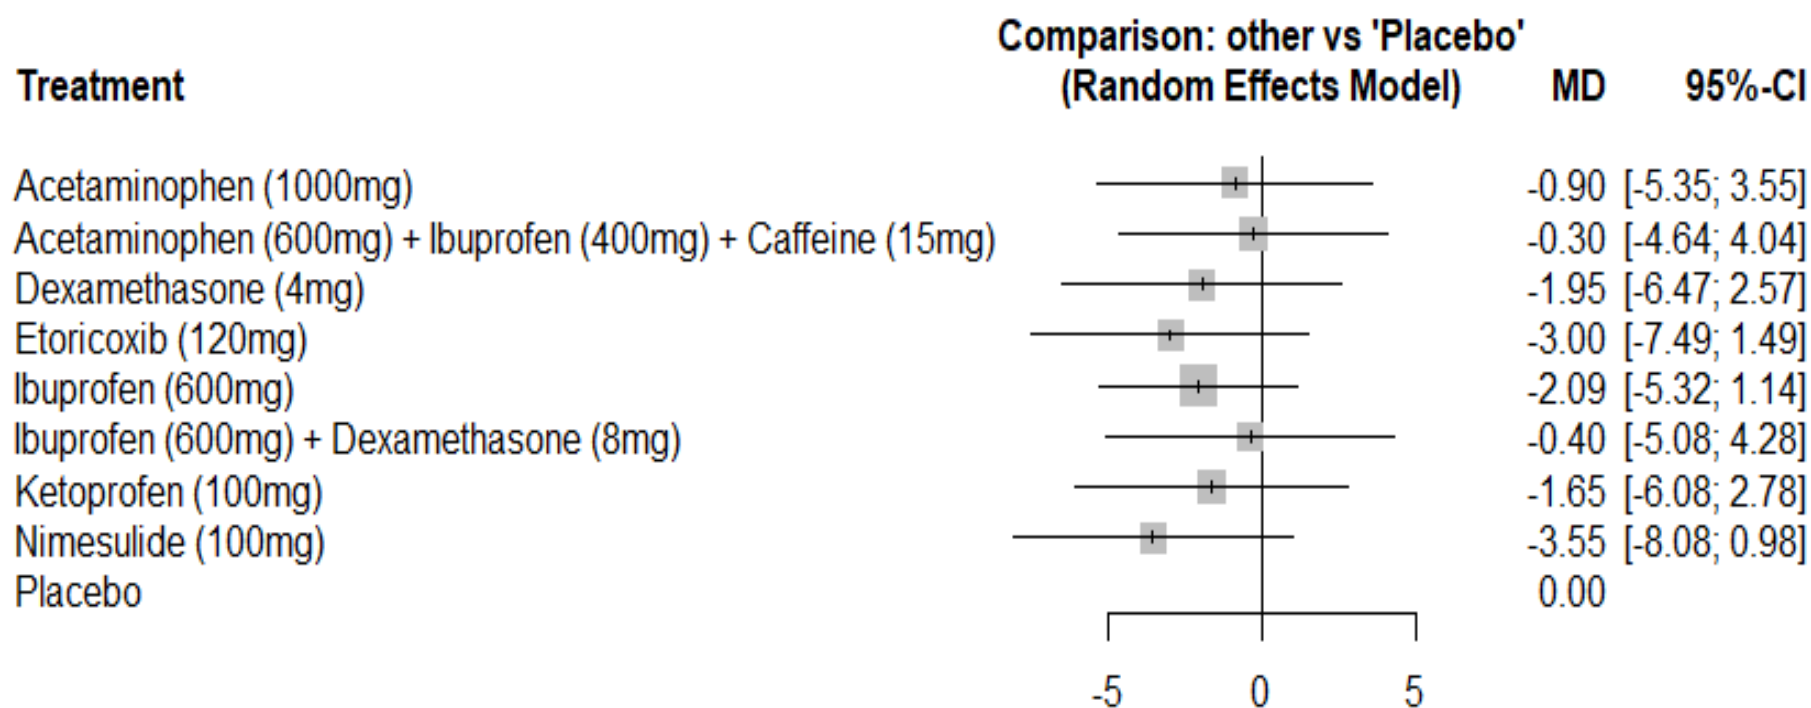 Comparison: other vs 'Placebo'
Treatment (Random Effects Model) MD 95%-CI
Acetaminophen (1000mg) -0.90 [-5.35; 3.55]
Acetaminophen (600mg) + Ibuprofen (400mg) + Caffeine (15mg) -0.30 [-4.64; 4.04]
Dexamethasone (4mg) -1.95 [-6.47; 2.57]
Etoricoxib (120mg) -3.00 [-7.49; 1.49]
Ibuprofen (600mg) -2.09 [-5.32; 1.14]
Ibuprofen (600mg) + Dexamethasone (8mg) -0.40 [-5.08; 4.28]
Ketoprofen (100mg) -1.65 [-6.08; 2.78]
Nimesulide (100mg) -3.55 [-8.08; 0.98]
Placebo 0.00
-5 0 5